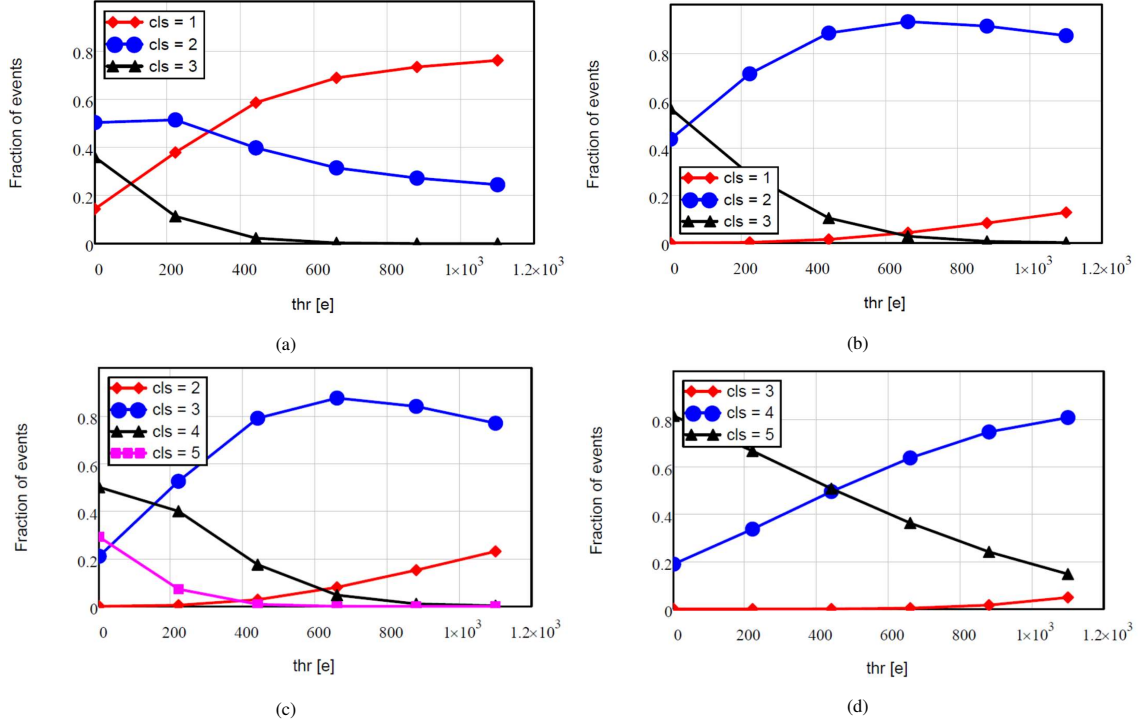 cls = 1
cls = 2
cls = 3
Fraction of events
0.8
0.6
0.4
0.2
0
0 200 400 600 800 1×10³ 1.2×10³
thr [e]
(a)
Fraction of events
0.8
0.6
0.4
0.2
0
cls = 1
cls = 2
cls = 3
0 200 400 600 800 1×10³ 1.2×10³
thr [e]
(b)
cls = 2
cls = 3
cls = 4
cls = 5
Fraction of events
0.8
0.6
0.4
0.2
0
0 200 400 600 800 1×10³ 1.2×10³
thr [e]
(c)
cls = 3
cls = 4
cls = 5
Fraction of events
0.8
0.6
0.4
0.2
0
0 200 400 600 800 1×10³ 1.2×10³
thr [e]
(d)